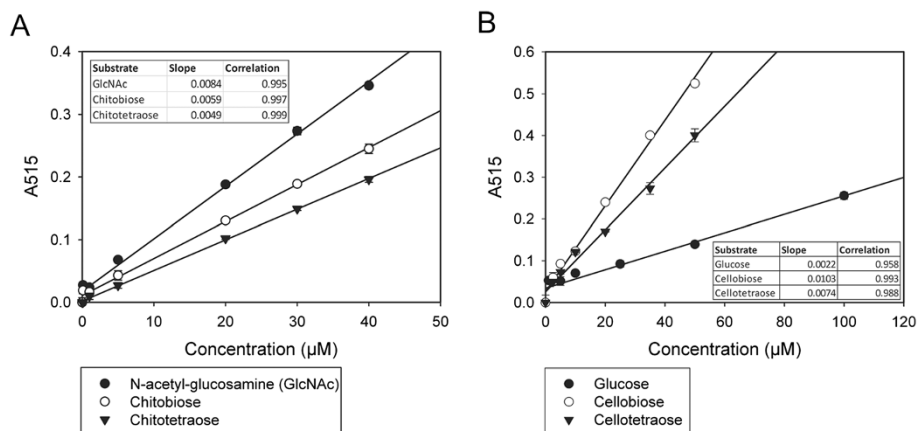 A
A515
0.4
0.3
0.2
0.1
0.0
Substrate Slope Correlation
GlcNAc 0.0084 0.995
Chitobiose 0.0059 0.997
Chitotetraose 0.0049 0.999
0 10 20 30 40 50
Concentration (µM)
N-acetyl-glucosamine (GlcNAc)
Chitobiose
Chitotetraose
B
A515
0.6
0.5
0.4
0.3
0.2
0.1
0.0
Substrate Slope Correlation
Glucose 0.0022 0.958
Cellobiose 0.0103 0.993
Cellotetraose 0.0074 0.988
0 20 40 60 80 100 120
Concentration (µM)
Glucose
Cellobiose
Cellotetraose